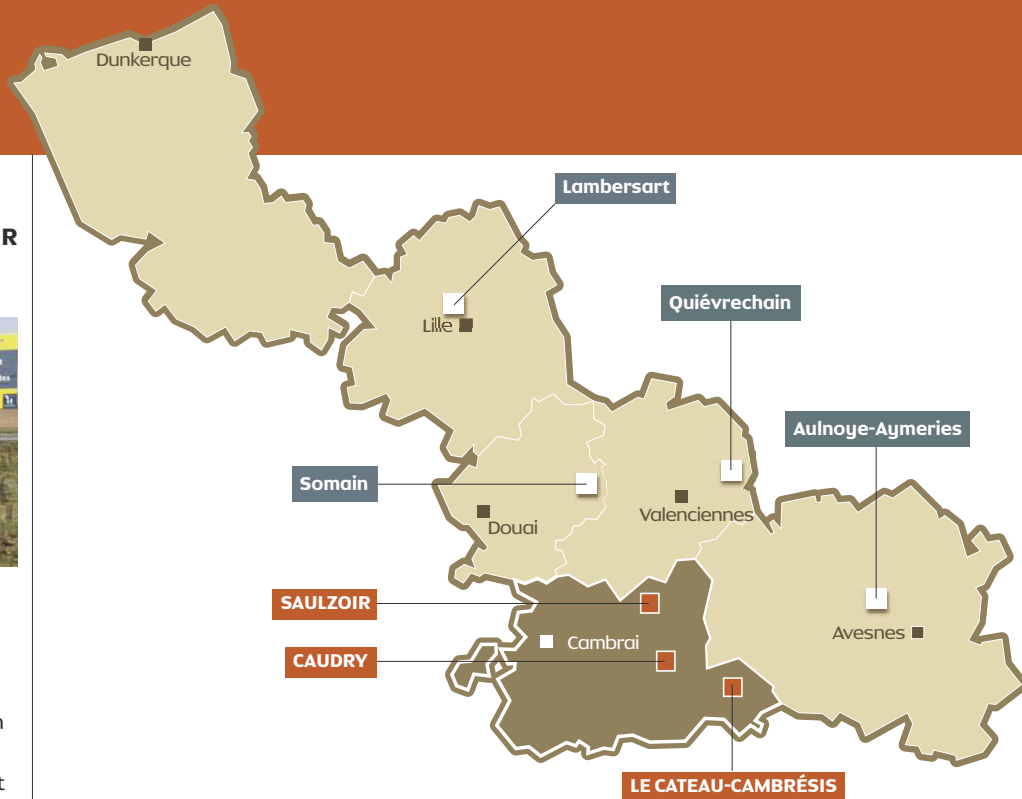 Dunkerque
Lambersart
R
Quiévrechain
Lille
Aulnoye-Aymeries
Somain
Valenciennes
Douai
SAULZOIR
Avesnes
Cambrai
CAUDRY
n
t
LE CATEAU-CAMBRÉSIS